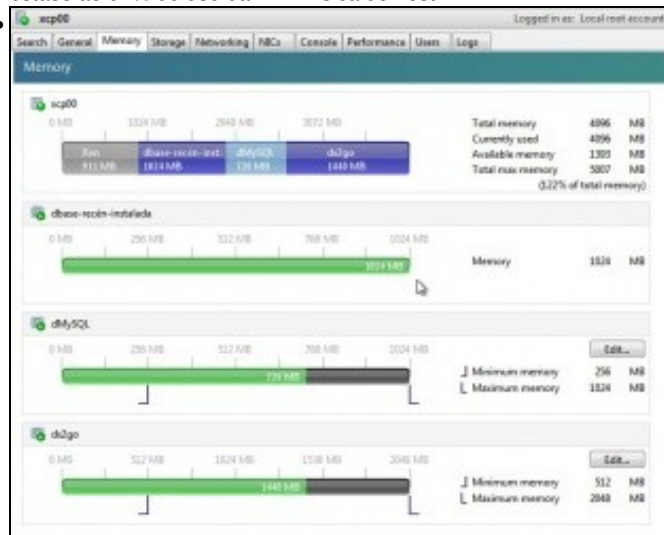 xcp00
Logged in as: Local root account
Search General Memory Storage Networking NICs Console Performance Users Logs
Memory
xcp00
0 MB 1024 MB 2048 MB 3072 MB
Xen dbase-recén-inst: dMySQL ds2go
911 MB 1024 MB 720 MB 1440 MB
Total memory 4096 MB
Currently used 4096 MB
Available memory 1393 MB
Total max memory 5007 MB
(122% of total memory)
dbase-recén-instalada
0 MB 256 MB 512 MB 768 MB 1024 MB
1024 MB
Memory 1024 MB
dMySQL
0 MB 256 MB 512 MB 768 MB 1024 MB
720 MB
Edit...
Minimum memory 256 MB
Maximum memory 1024 MB
ds2go
0 MB 512 MB 1024 MB 1536 MB 2048 MB
1440 MB
Edit...
Minimum memory 512 MB
Maximum memory 2048 MB